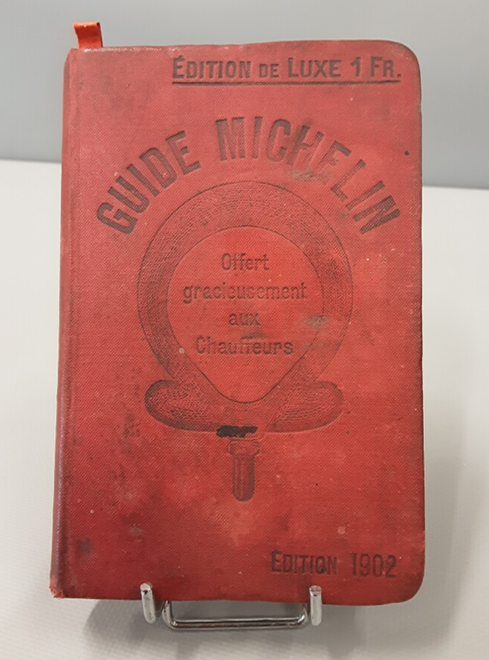 ÉDITION DE LUXE 1 FR.
GUIDE MICHELIN
Offert
gracieusement
aux
Chauffeurs
ÉDITION 1902